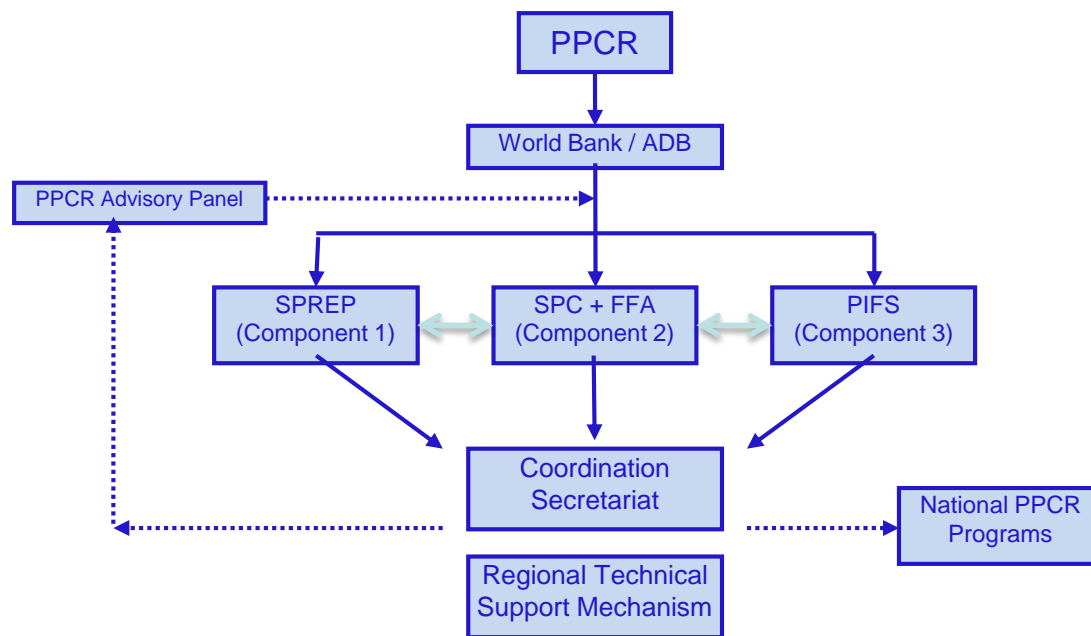 PPCR
World Bank / ADB
PPCR Advisory Panel
SPREP
(Component 1)
SPC + FFA
(Component 2)
PIFS
(Component 3)
Coordination
Secretariat
National PPCR
Programs
Regional Technical
Support Mechanism